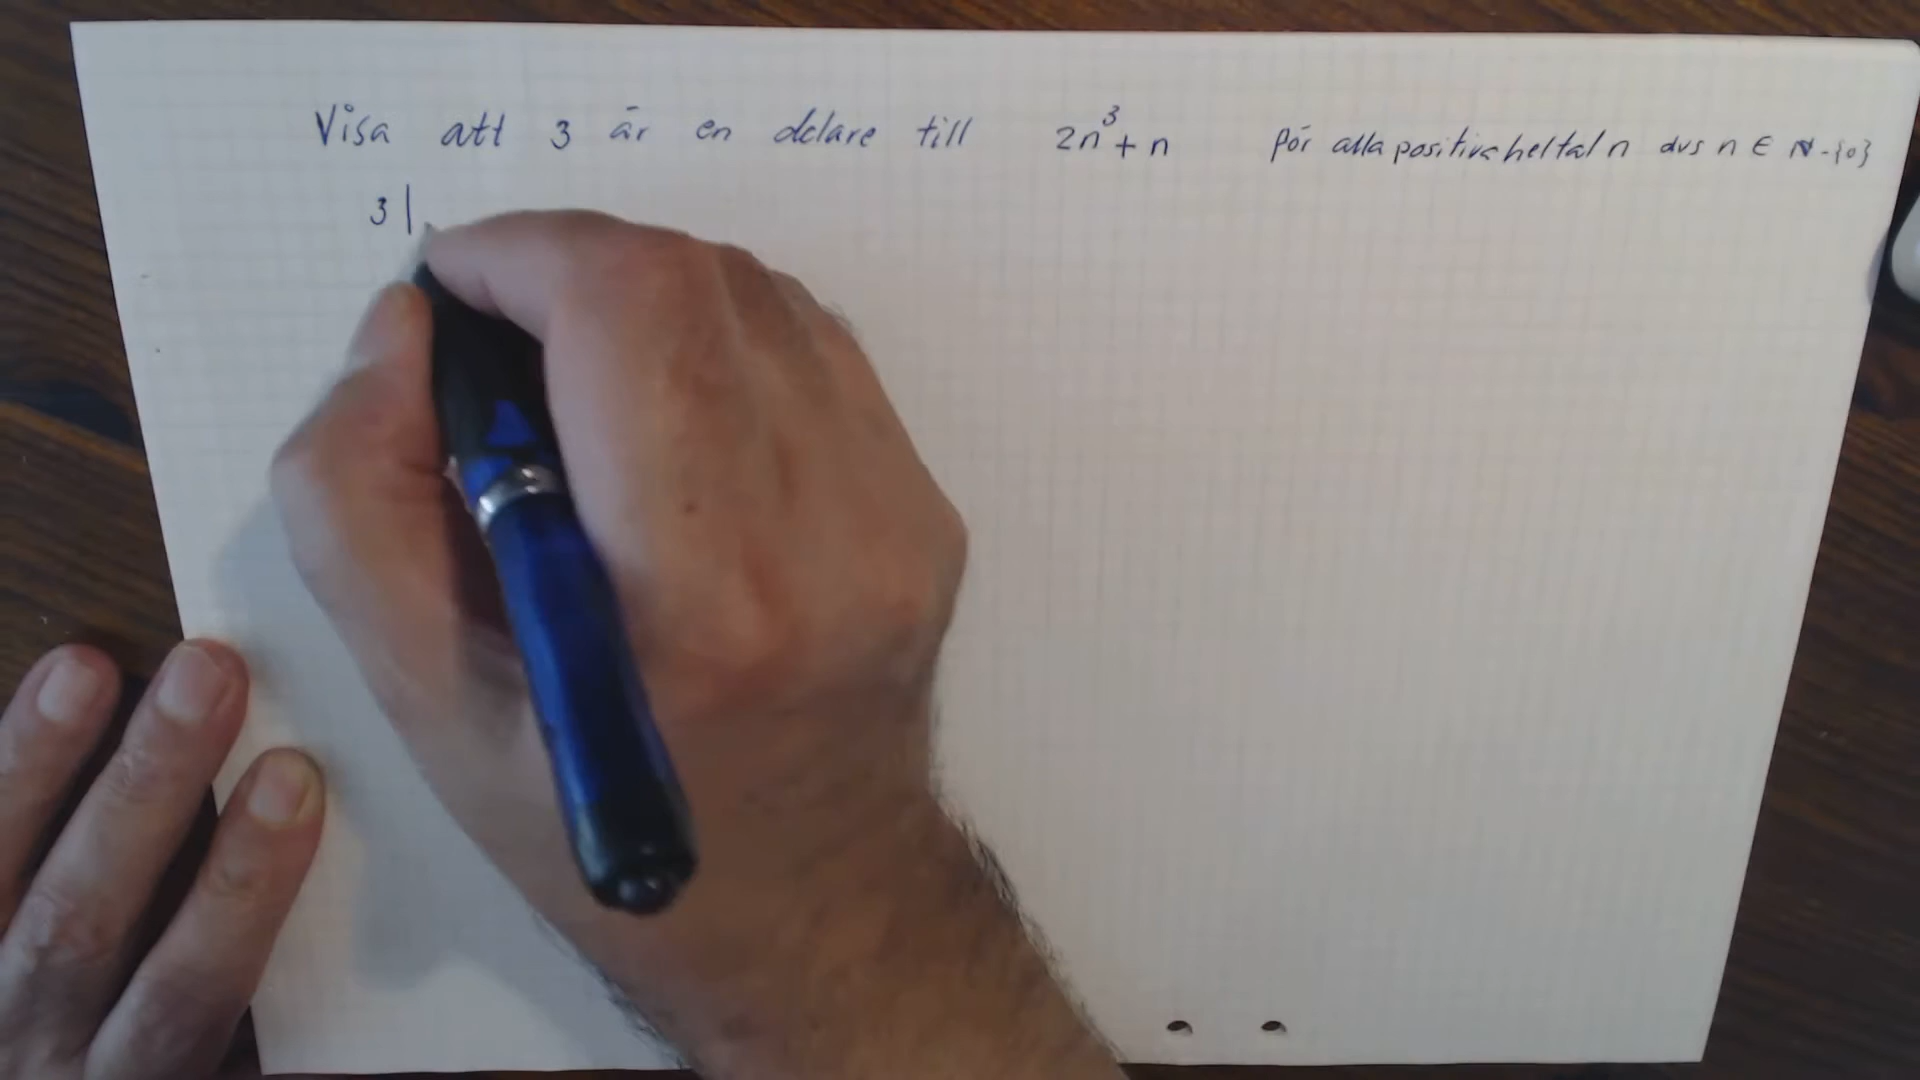 Visa att 3 är en delare till 2n³+n för alla positiva heltal n dvs n ∈ N-{0}
3 |